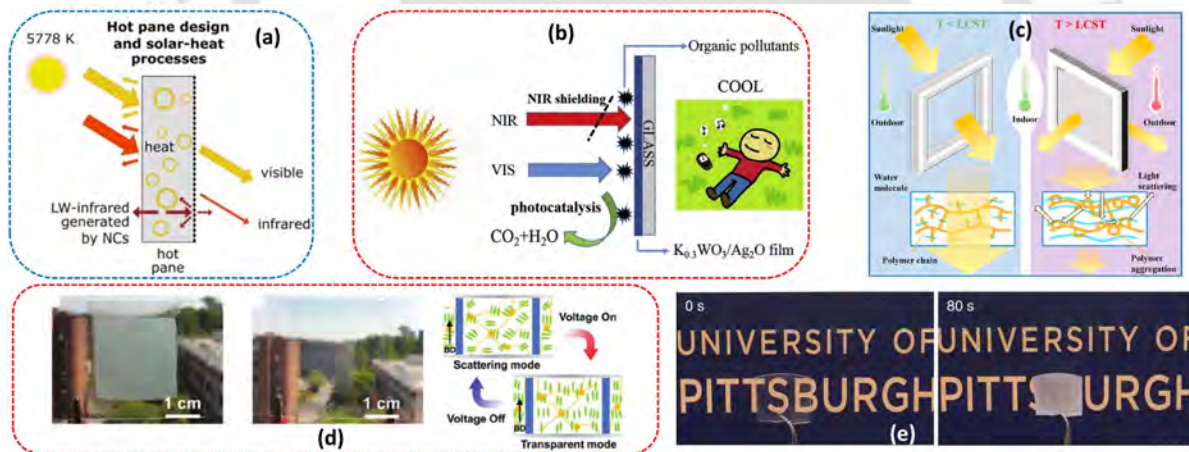 Hot pane design
and solar-heat
processes
(a)
5778 K
heat
visible
LW-infrared
generated
by NCs
infrared
hot
pane
(b)
Organic pollutants
NIR shielding
COOL
NIR
GLASS
VIS
photocatalysis
CO2+H2O
K0.3WO3/Ag2O film
T < LCST
(c)
T > LCST
Sunlight
Sunlight
Outdoor
Indoor
Outdoor
Water
molecule
Light
scattering
Polymer chain
Polymer
aggregation
1 cm
1 cm
(d)
BD
Scattering mode
Voltage On
Voltage Off
BD
Transparent mode
0 s
UNIVERSITY OF
PITTSBURGH
80 s
UNIVERSITY OF
PITTSBURGH
(e)